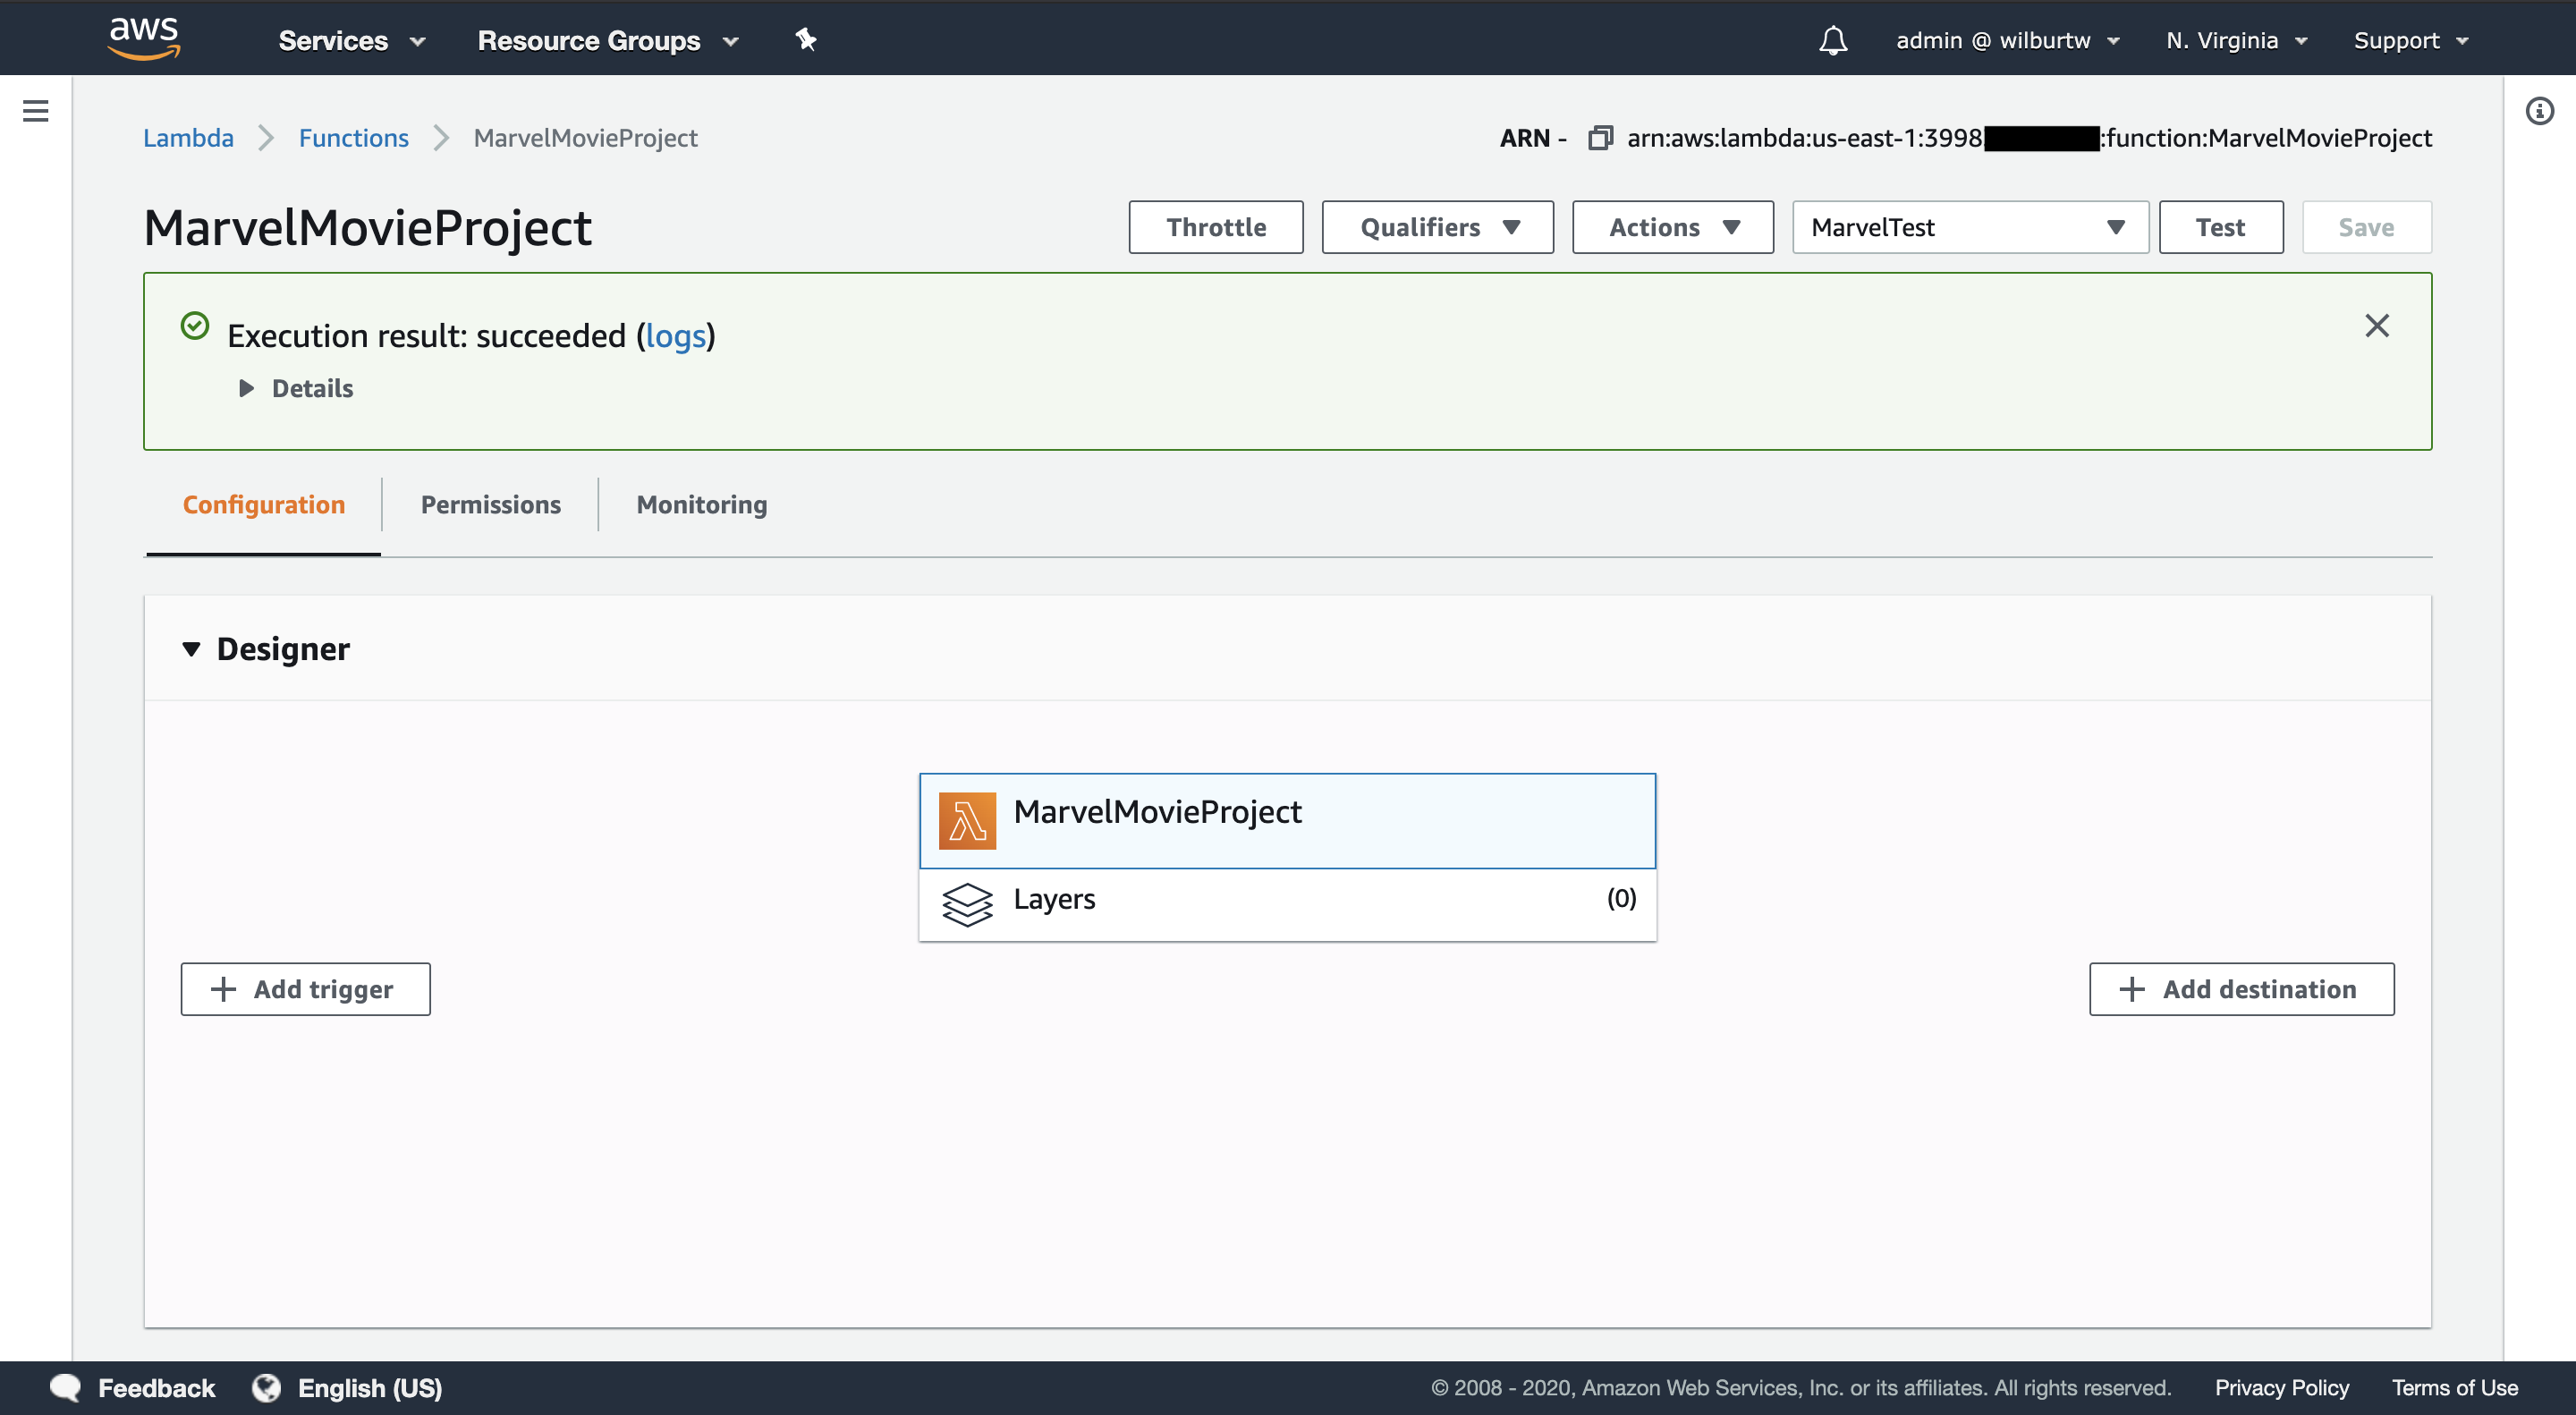 aws Services Resource Groups admin @ wilburtw N. Virginia Support
Lambda Functions MarvelMovieProject ARN - arn:aws:lambda:us-east-1:3998 :function:MarvelMovieProject
MarvelMovieProject Throttle Qualifiers Actions MarvelTest Test Save
Execution result: succeeded (logs)
Details
Configuration Permissions Monitoring
Designer
MarvelMovieProject
Layers (0)
+ Add trigger + Add destination
Feedback English (US) © 2008 - 2020, Amazon Web Services, Inc. or its affiliates. All rights reserved. Privacy Policy Terms of Use